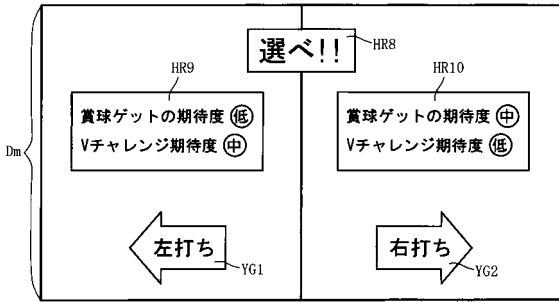 選べ!!
HR8
HR9
HR10
賞球ゲットの期待度 低
Vチャレンジ期待度 中
賞球ゲットの期待度 中
Vチャレンジ期待度 低
Dm
左打ち
YG1
右打ち
YG2